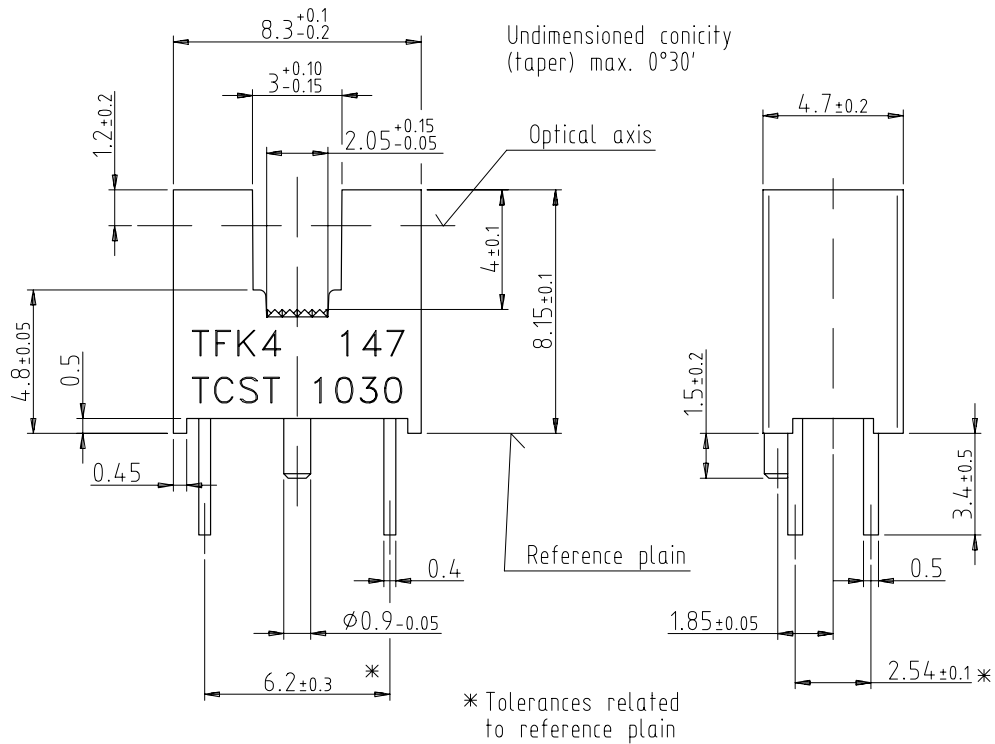 8.3 +0.1 -0.2
Undimensioned conicity
(taper) max. 0°30'
3 +0.10 -0.15
4.7±0.2
1.2±0.2
2.05 +0.15 -0.05
Optical axis
4±0.1
8.15±0.1
4.8±0.05
0.5
TFK4 147
TCST 1030
1.5±0.2
0.45
3.4±0.5
Reference plain
0.4
0.5
Ø0.9-0.05
1.85±0.05
*
6.2±0.3
2.54±0.1 *
* Tolerances related
to reference plain